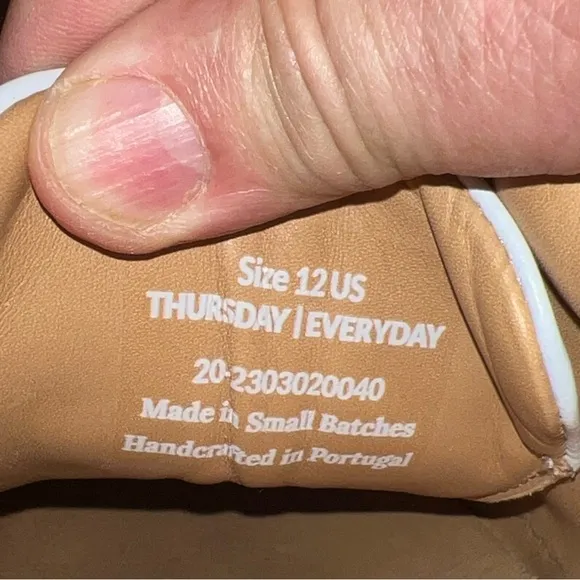 Size 12 US
THURSDAY | EVERYDAY
20-2303020040
Made in Small Batches
Handcrafted in Portugal